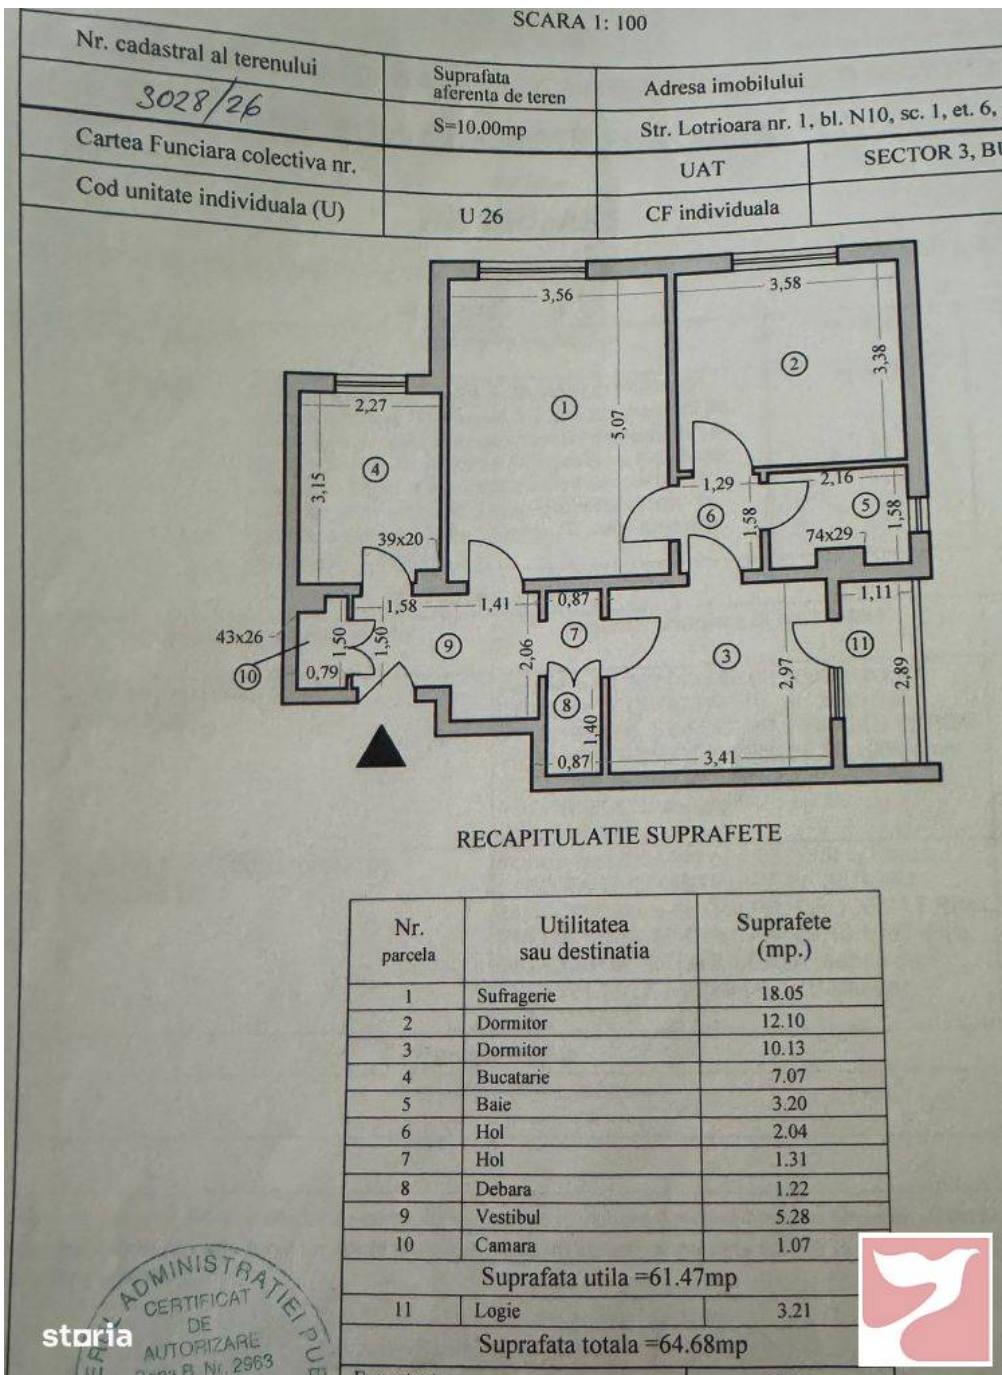 SCARA 1: 100
Nr. cadastral al terenului
Suprafata
aferenta de teren
Adresa imobilului
3028/26
S=10.00mp
Str. Lotrioara nr. 1, bl. N10, sc. 1, et. 6,
Cartea Funciara colectiva nr.
UAT
SECTOR 3,
Cod unitate individuala (U)
U 26
CF individuala
3,56
3,58
2
3,38
2,27
1
5,07
4
3,15
1,29
2,16
5
6
1,58
1,58
39x20
74x29
1,58
1,41
0,87
1,11
43x26
1,50
1,50
9
7
3
11
2,06
2,97
2,89
10
0,79
8
1,40
0,87
3,41
RECAPITULATIE SUPRAFETE
Nr.
parcela
Utilitatea
sau destinatia
Suprafete
(mp.)
1 Sufragerie 18.05
2 Dormitor 12.10
3 Dormitor 10.13
4 Bucatarie 7.07
5 Baie 3.20
6 Hol 2.04
7 Hol 1.31
8 Debara 1.22
9 Vestibul 5.28
10 Camara 1.07
Suprafata utila =61.47mp
11 Logie 3.21
Suprafata totala =64.68mp
ADMINISTRATIEI
CERTIFICAT
DE
AUTORIZARE
Nr. 2963
storia